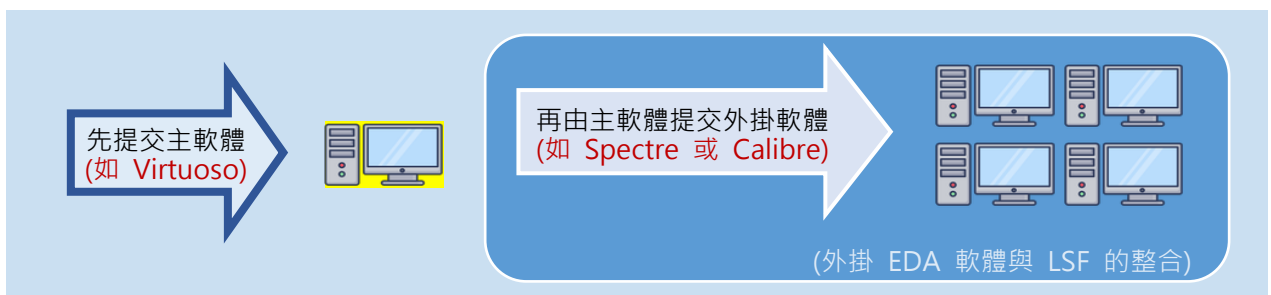 先提交主軟體
(如 Virtuoso)
再由主軟體提交外掛軟體
(如 Spectre 或 Calibre)
(外掛 EDA 軟體與 LSF 的整合)